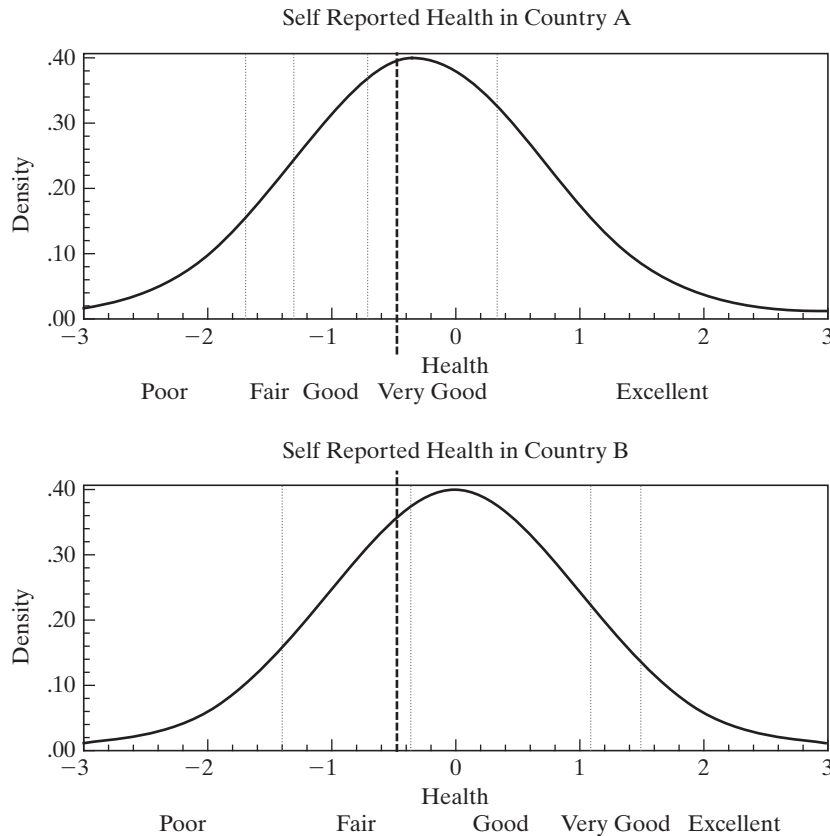 Self Reported Health in Country A
.40
.30
.20
.10
.00
Density
−3 −2 −1 0 1 2 3
Health
Poor Fair Good Very Good Excellent
Self Reported Health in Country B
.40
.30
.20
.10
.00
Density
−3 −2 −1 0 1 2 3
Health
Poor Fair Good Very Good Excellent